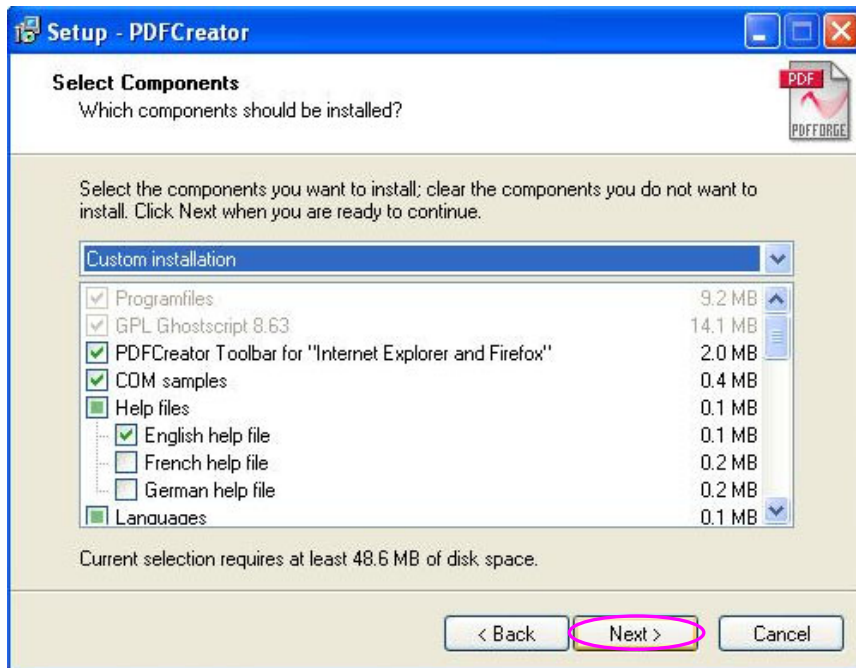 Setup - PDFCreator
Select Components
Which components should be installed?
PDF
PDFFORGE
Select the components you want to install; clear the components you do not want to
install. Click Next when you are ready to continue.
Custom installation
Programfiles 9.2 MB
GPL Ghostscript 8.63 14.1 MB
PDFCreator Toolbar for "Internet Explorer and Firefox" 2.0 MB
COM samples 0.4 MB
Help files 0.1 MB
English help file 0.1 MB
French help file 0.2 MB
German help file 0.2 MB
Languages 0.1 MB
Current selection requires at least 48.6 MB of disk space.
< Back Next > Cancel